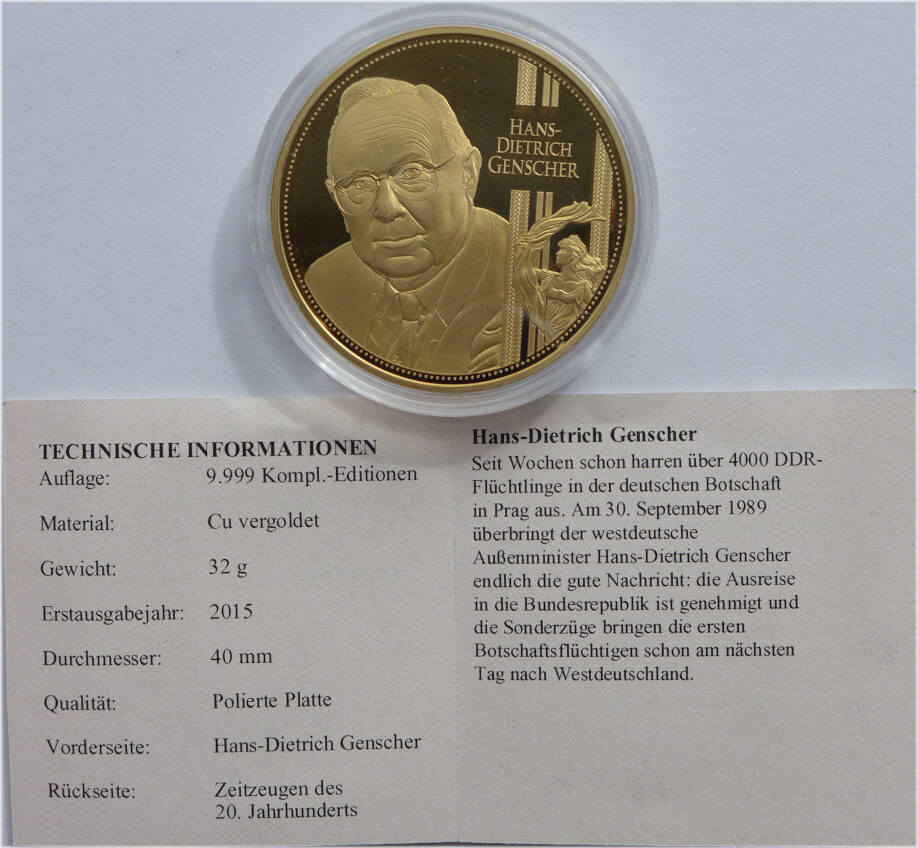 HANS-
DIETRICH
GENSCHER
TECHNISCHE INFORMATIONEN
Auflage: 9.999 Kompl.-Editionen
Material: Cu vergoldet
Gewicht: 32 g
Erstausgabejahr: 2015
Durchmesser: 40 mm
Qualität: Polierte Platte
Vorderseite: Hans-Dietrich Genscher
Rückseite: Zeitzeugen des
20. Jahrhunderts
Hans-Dietrich Genscher
Seit Wochen schon harren über 4000 DDR-
Flüchtlinge in der deutschen Botschaft
in Prag aus. Am 30. September 1989
überbringt der westdeutsche
Außenminister Hans-Dietrich Genscher
endlich die gute Nachricht: die Ausreise
in die Bundesrepublik ist genehmigt und
die Sonderzüge bringen die ersten
Botschaftsflüchtigen schon am nächsten
Tag nach Westdeutschland.